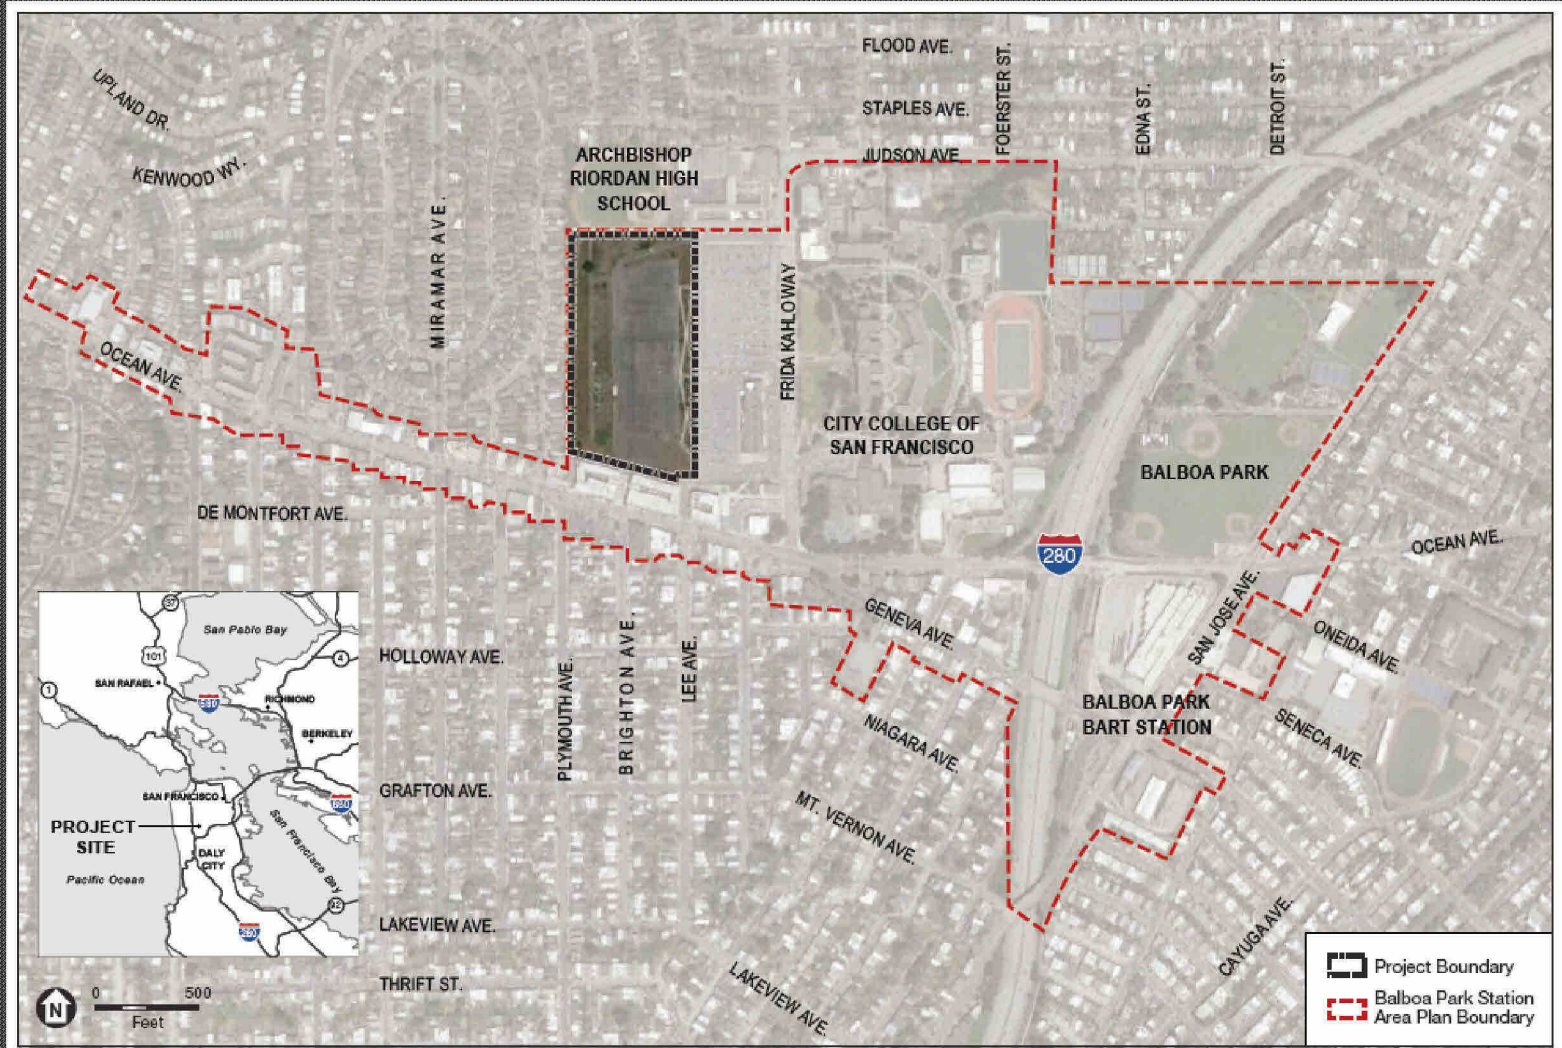 FLOOD AVE.
STAPLES AVE.
JUDSON AVE.
FOERSTER ST.
EDNA ST.
DETROIT ST.
UPLAND DR.
KENWOOD WY.
MIRAMAR AVE.
ARCHBISHOP
RIORDAN HIGH
SCHOOL
FRIDA KAHLO WAY
OCEAN AVE.
CITY COLLEGE OF
SAN FRANCISCO
BALBOA PARK
DE MONTFORT AVE.
280
OCEAN AVE.
SAN JOSE AVE.
GENEVA AVE.
ONEIDA AVE.
HOLLOWAY AVE.
PLYMOUTH AVE.
BRIGHTON AVE.
LEE AVE.
BALBOA PARK
BART STATION
NIAGARA AVE.
SENECA AVE.
GRAFTON AVE.
MT. VERNON AVE.
LAKEVIEW AVE.
CAYUGA AVE.
THRIFT ST.
LAKEVIEW AVE.
37
San Pablo Bay
101
4
1
SAN RAFAEL
580
RICHMOND
BERKELEY
SAN FRANCISCO
PROJECT
SITE
DALY
CITY
San Francisco Bay
Pacific Ocean
92
280
N
0 500
Feet
Project Boundary
Balboa Park Station
Area Plan Boundary